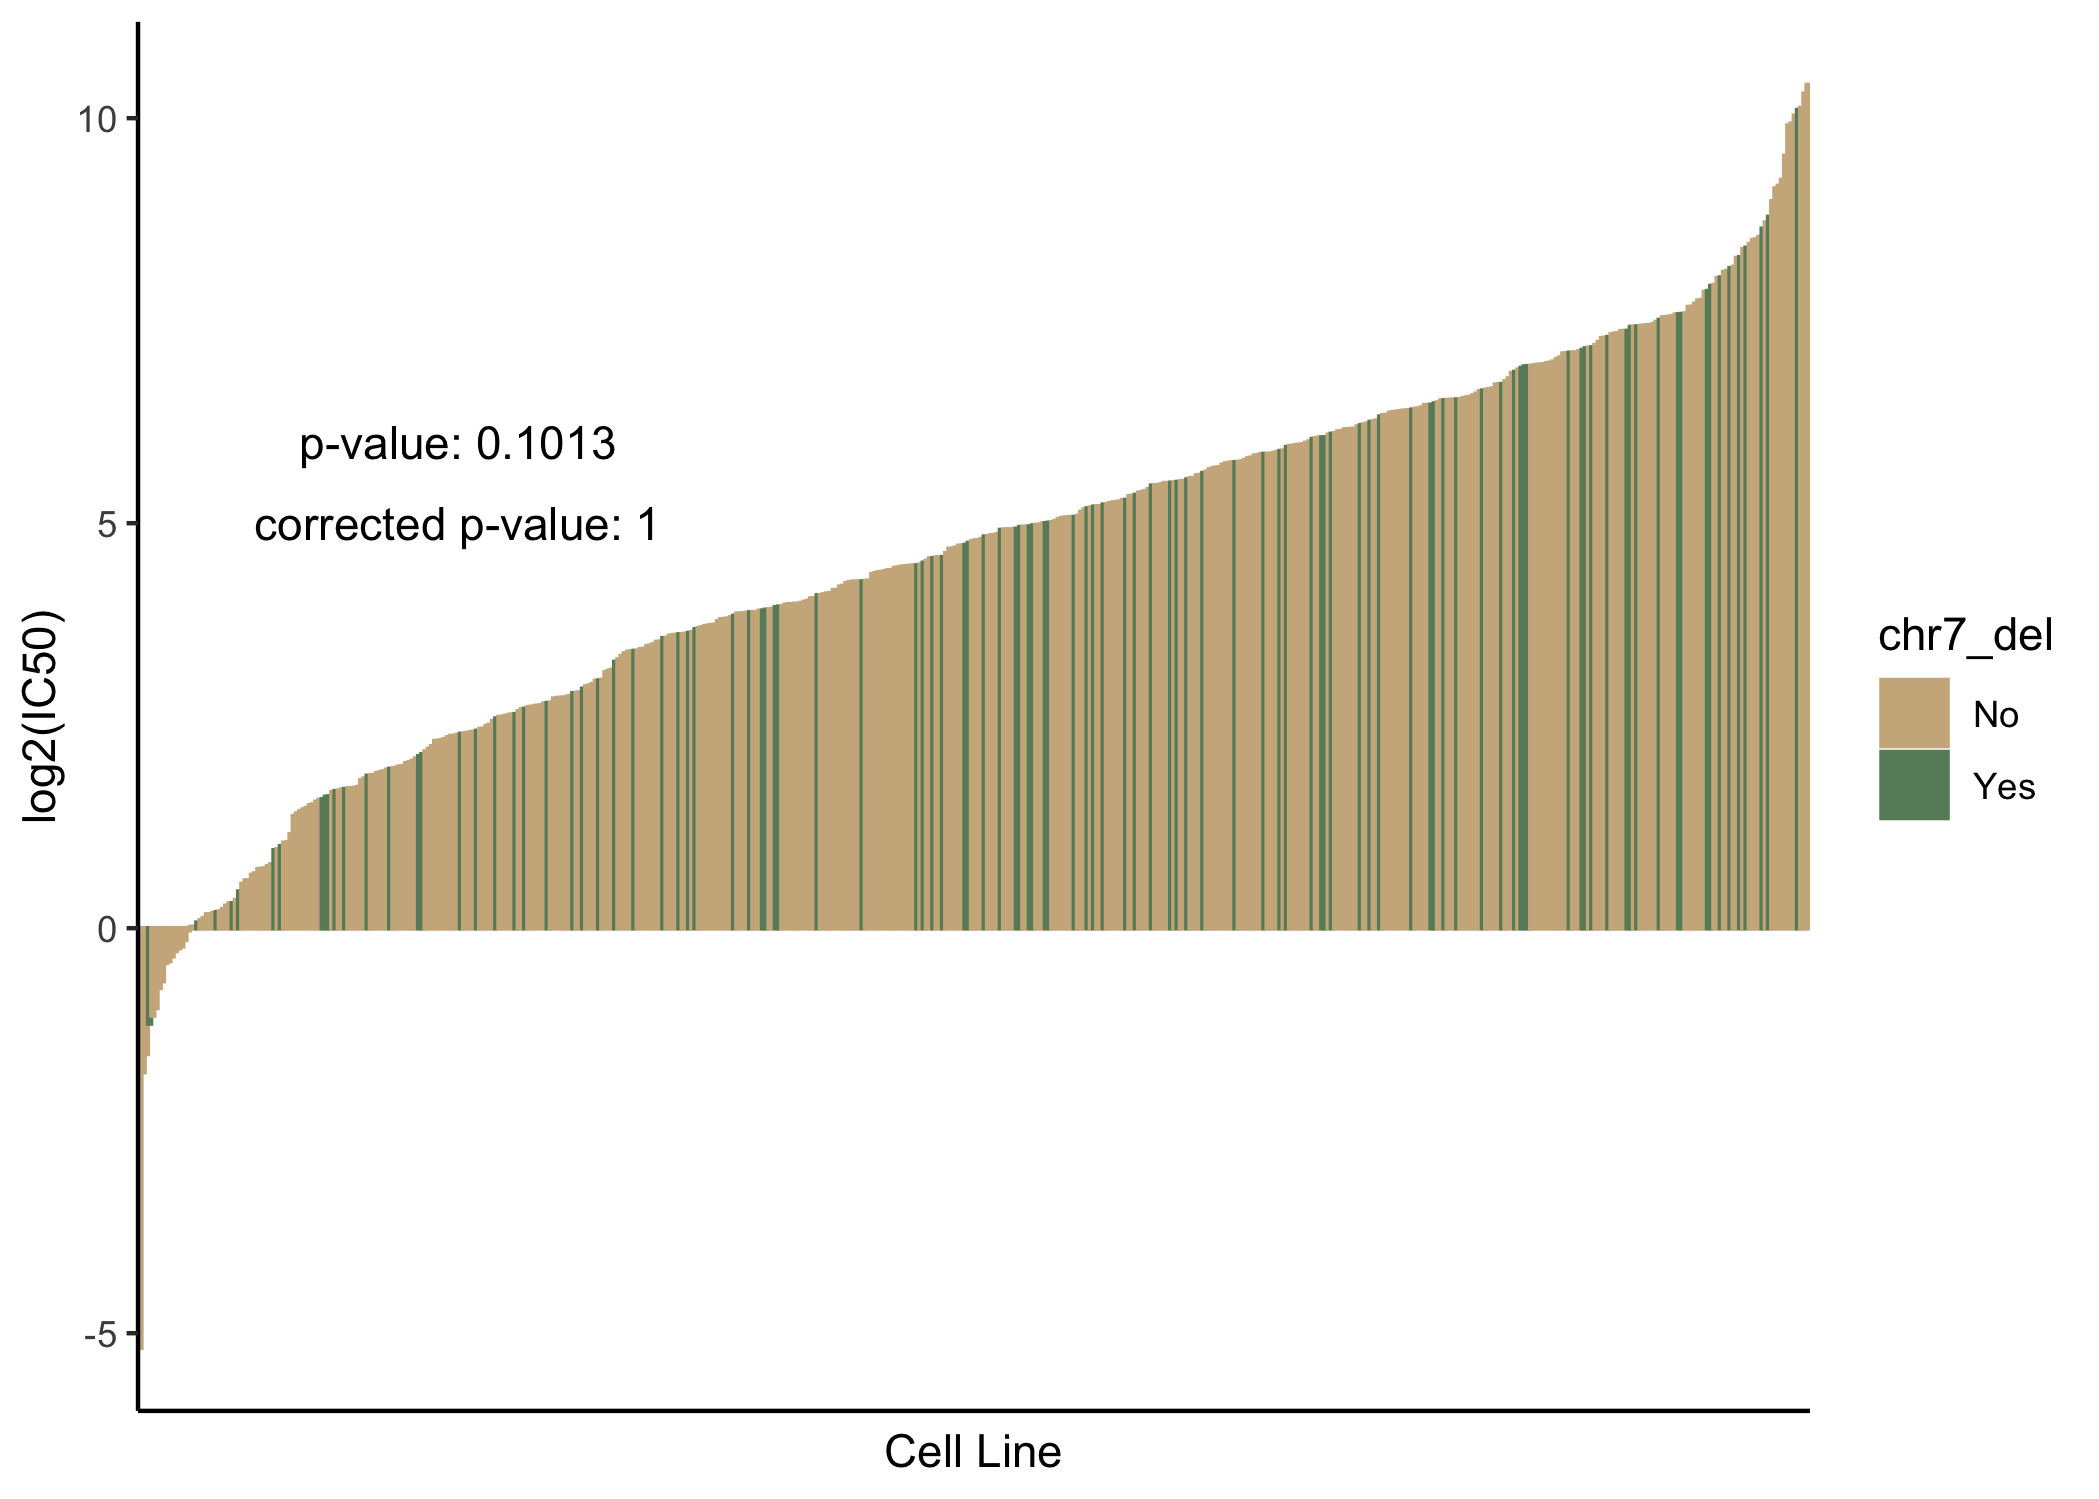 10
p-value: 0.1013
corrected p-value: 1
5
0
-5
log2(IC50)
Cell Line
chr7_del
No
Yes